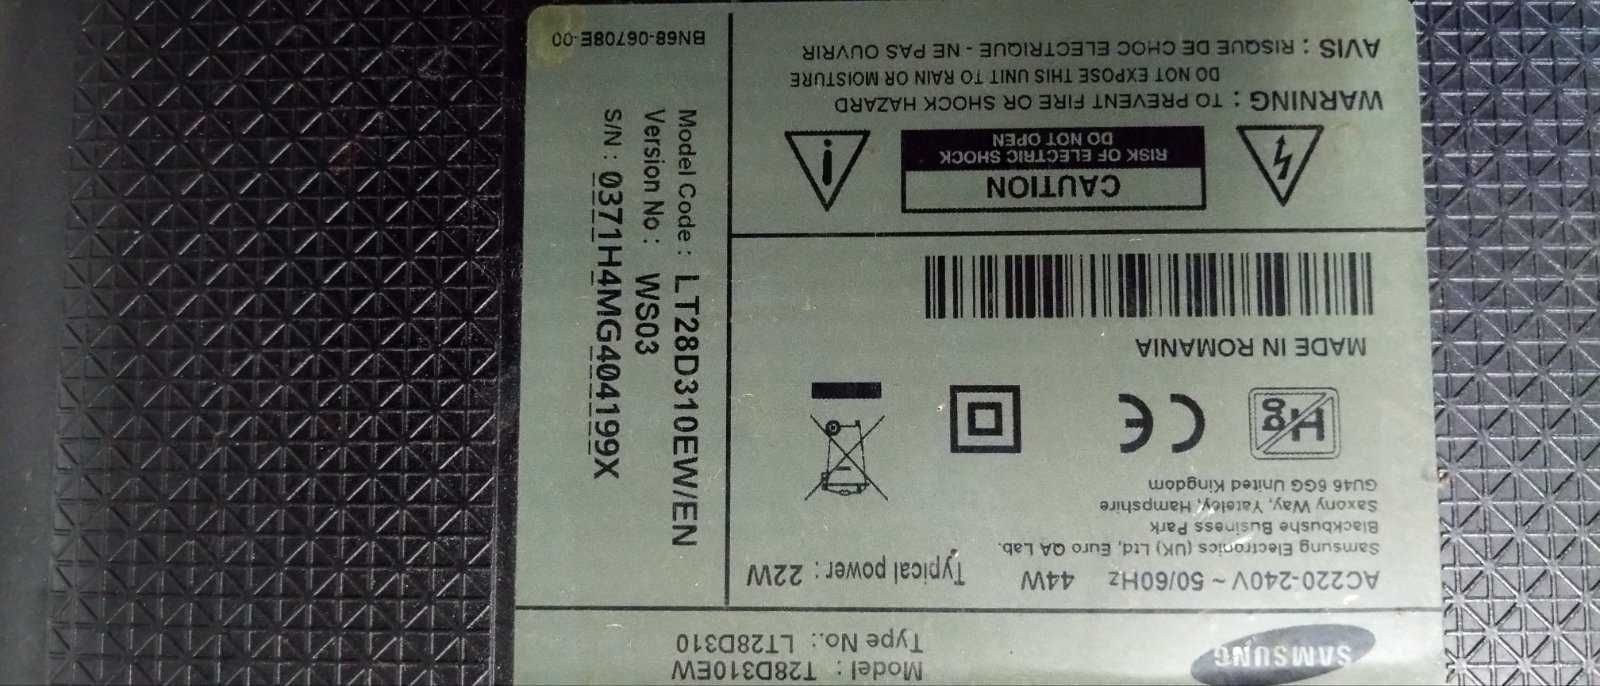 SAMSUNG
Model : T28D310EW
Type No.: LT28D310
AC220-240V ~ 50/60Hz 44W Typical power : 22W
Samsung Electronics (UK) Ltd, Euro QA Lab.
Blackbushe Business Park
Saxony Way, Yateley, Hampshire
GU46 6GG United Kingdom
Hg
CE
MADE IN ROMANIA
CAUTION
RISK OF ELECTRIC SHOCK
DO NOT OPEN
WARNING : TO PREVENT FIRE OR SHOCK HAZARD
DO NOT EXPOSE THIS UNIT TO RAIN OR MOISTURE
AVIS : RISQUE DE CHOC ELECTRIQUE - NE PAS OUVRIR
Model Code : LT28D310EW/EN
Version No : WS03
S/N : 0371H4MG404199X
BN68-06708E-00